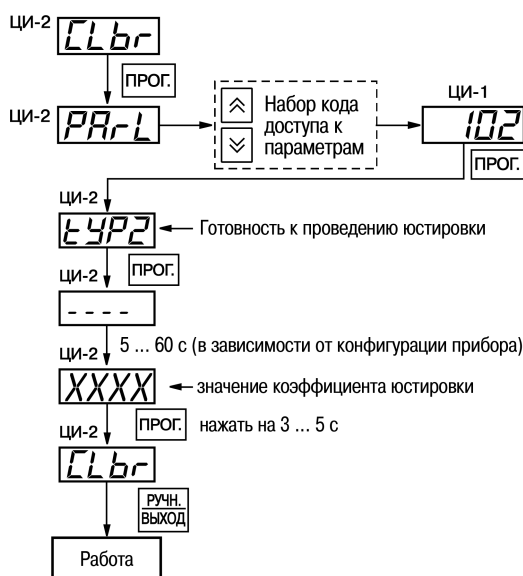 ЦИ-2
CLbr
ПРОГ.
ЦИ-2
PArL
Набор кода
доступа к
параметрам
ЦИ-1
102
ПРОГ.
ЦИ-2
tYP2
Готовность к проведению юстировки
ЦИ-2
ПРОГ.
----
5 ... 60 с (в зависимости от конфигурации прибора)
ЦИ-2
XXXX
значение коэффициента юстировки
ЦИ-2
ПРОГ.
нажать на 3 ... 5 с
CLbr
РУЧН.
ВЫХОД
Работа